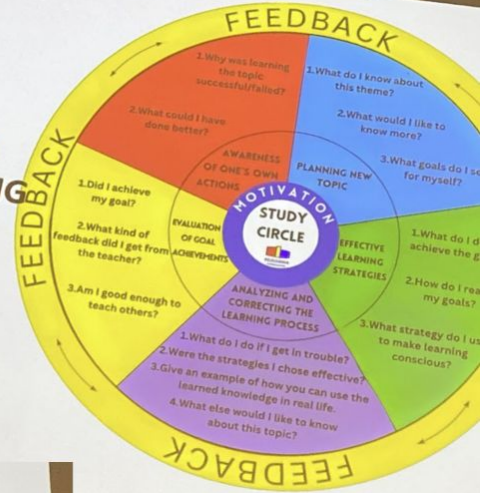 FEEDBACK
1.Why was learning
the topic
successful/failed?
2.What could I have
done better?
AWARENESS
OF ONE'S OWN
ACTIONS
1.What do I know about
this theme?
2.What would I like to
know more?
3.What goals do I
for myself?
PLANNING NEW
TOPIC
FEEDBACK
1.Did I achieve
my goal?
2.What kind of
feedback did I get from
the teacher?
3.Am I good enough to
teach others?
EVALUATION
OF GOAL
ACHIEVEMENTS
MOTIVATION
STUDY
CIRCLE
EFFECTIVE
LEARNING
STRATEGIES
1.What do I
achieve the
2.How do I
my goals?
3.What strategy do I
to make learning
conscious?
ANALYZING AND
CORRECTING THE
LEARNING PROCESS
1.What do I do if I get in trouble?
2.Were the strategies I chose effective?
3.Give an example of how you can use the
learned knowledge in real life.
4.What else would I like to know
about this topic?
FEEDBACK